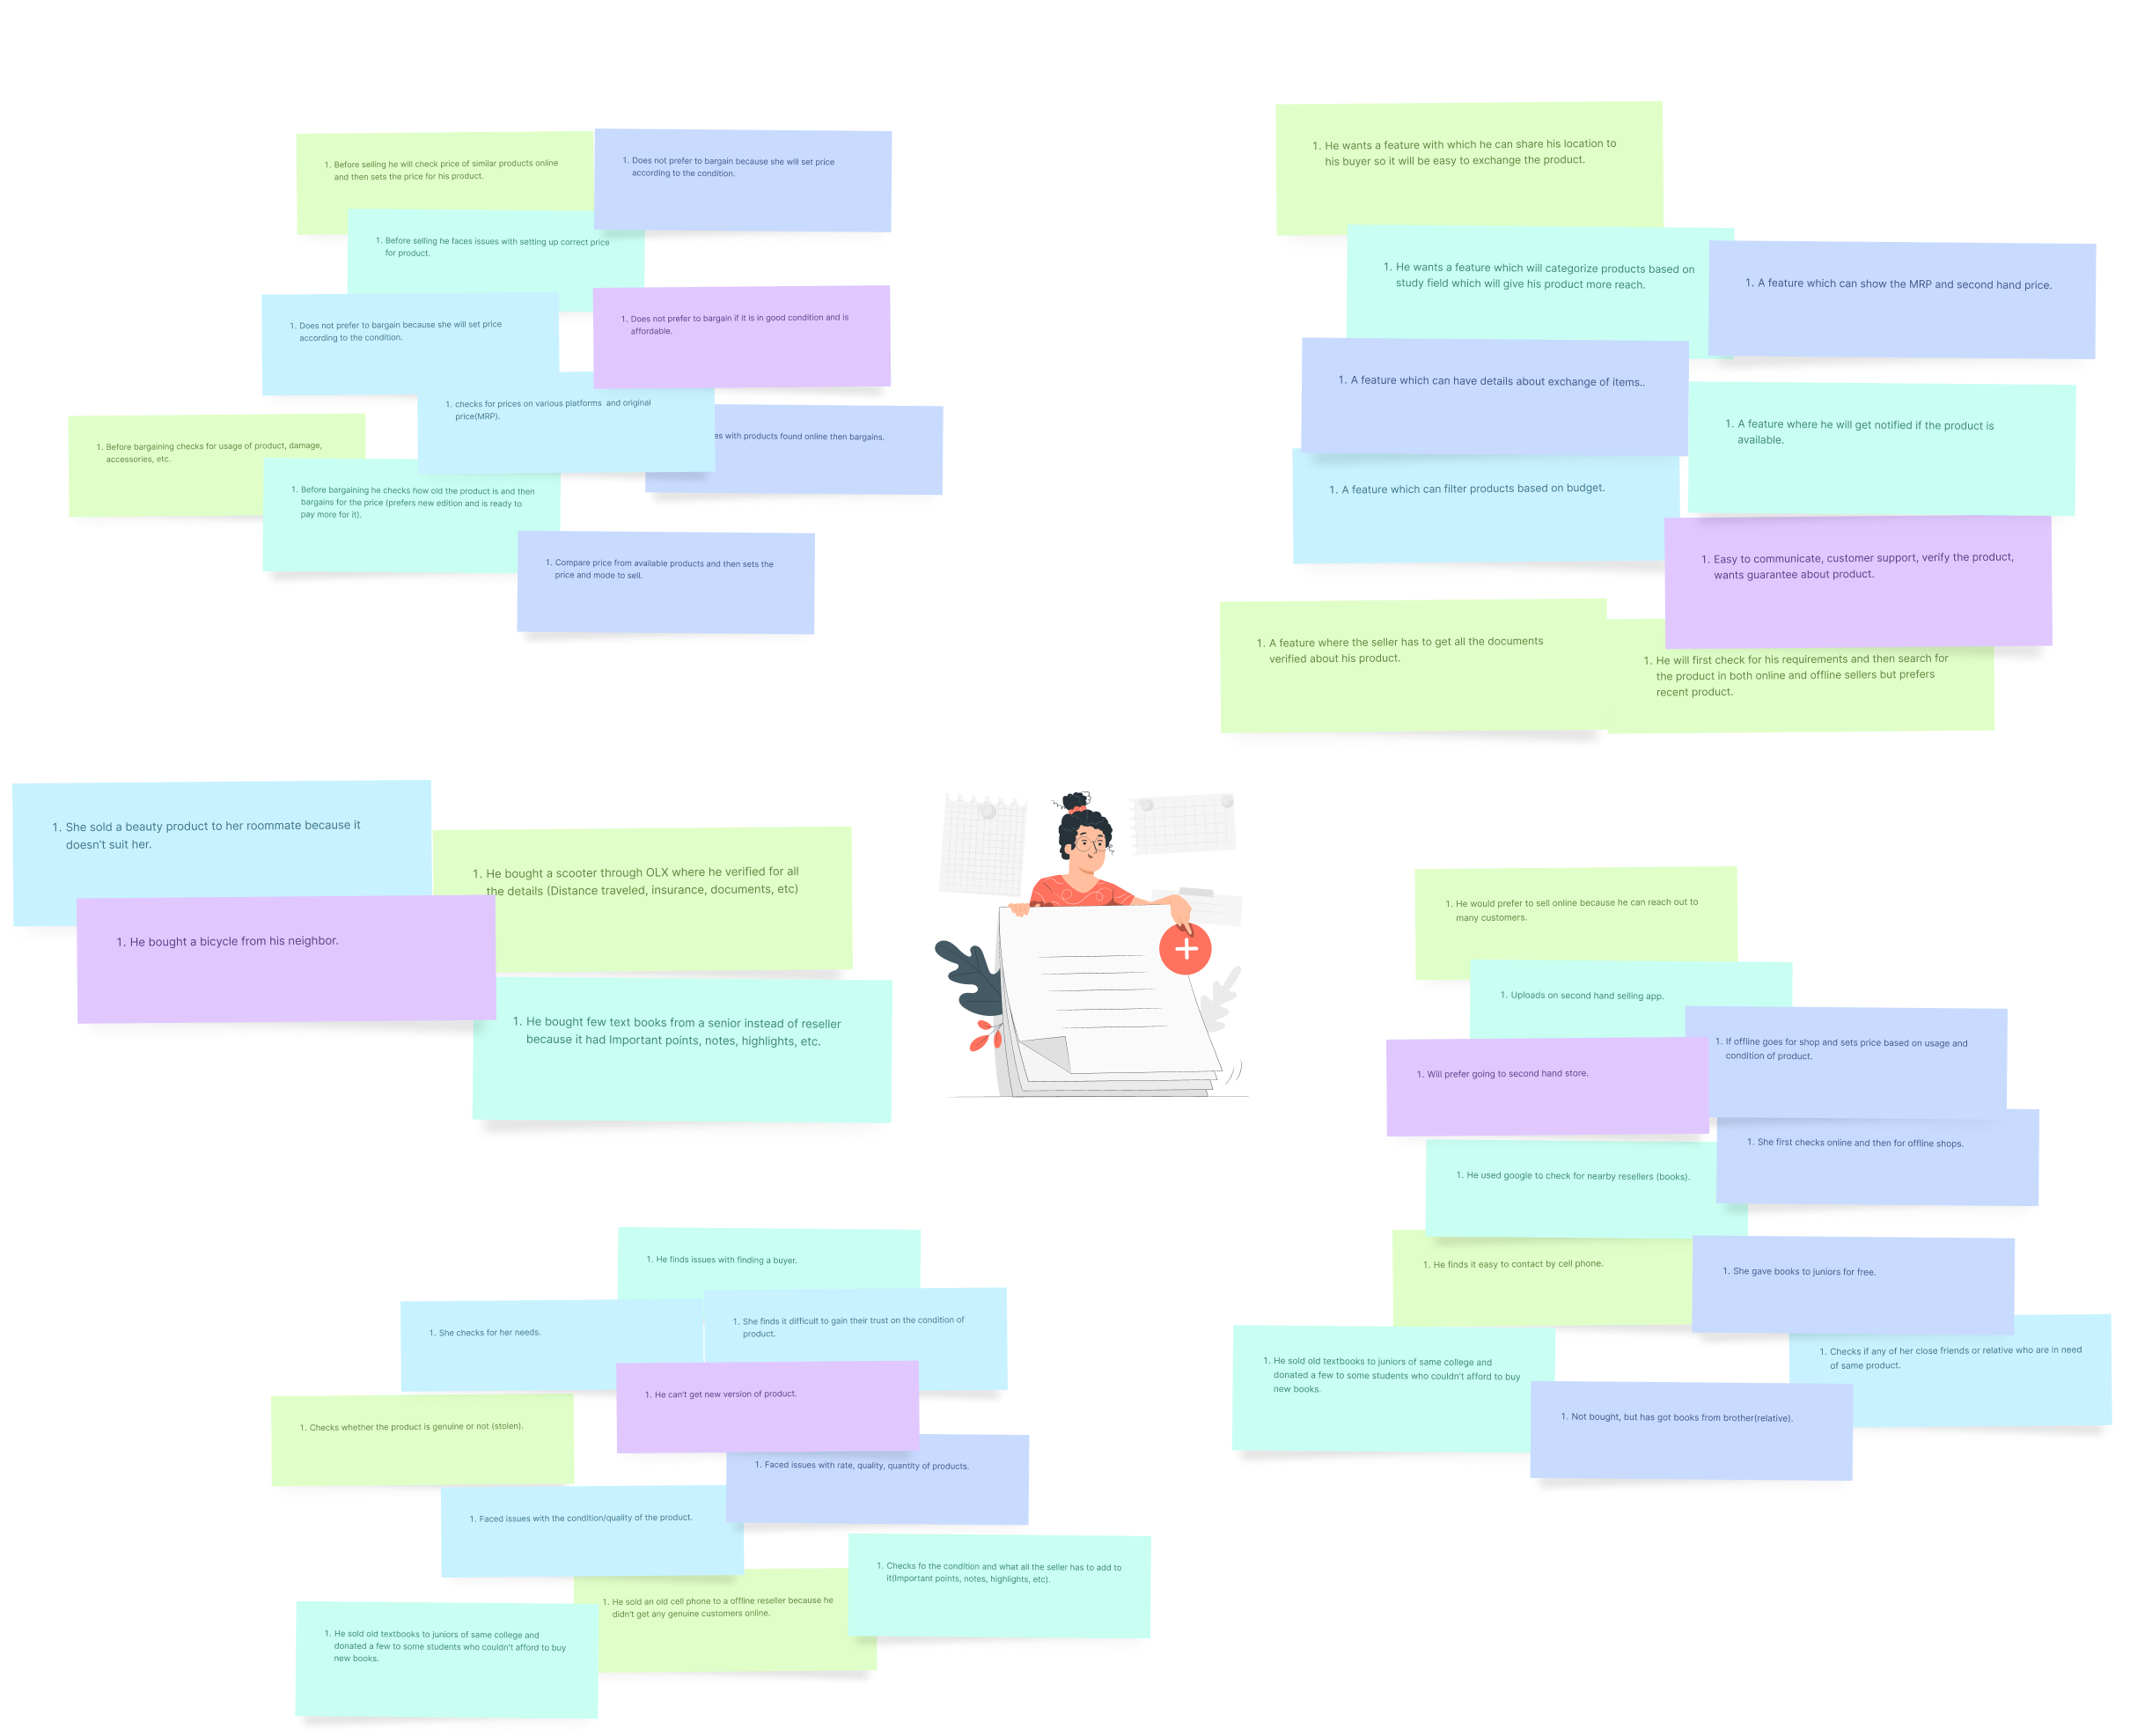 1. Before selling he will check price of similar products online
and then sets the price for his product.
1. Does not prefer to bargain because she will set price
according to the condition.
1. Before selling he faces issues with setting up correct price
for product.
1. Does not prefer to bargain because she will set price
according to the condition.
1. Does not prefer to bargain if it is in good condition and is
affordable.
1. checks for prices on various platforms and original
price(MRP).
with products found online then bargains.
1. Before bargaining checks for usage of product, damage,
accessories, etc.
1. Before bargaining he checks how old the product is and then
bargains for the price (prefers new edition and is ready to
pay more for it).
1. Compare price from available products and then sets the
price and mode to sell.
1. He wants a feature with which he can share his location to
his buyer so it will be easy to exchange the product.
1. He wants a feature which will categorize products based on
study field which will give his product more reach.
1. A feature which can show the MRP and second hand price.
1. A feature which can have details about exchange of items..
1. A feature where he will get notified if the product is
available.
1. A feature which can filter products based on budget.
1. Easy to communicate, customer support, verify the product,
wants guarantee about product.
1. A feature where the seller has to get all the documents
verified about his product.
1. He will first check for his requirements and then search for
the product in both online and offline sellers but prefers
recent product.
1. She sold a beauty product to her roommate because it
doesn't suit her.
1. He bought a scooter through OLX where he verified for all
the details (Distance traveled, insurance, documents, etc)
1. He bought a bicycle from his neighbor.
1. He bought few text books from a senior instead of reseller
because it had Important points, notes, highlights, etc.
1. He would prefer to sell online because he can reach out to
many customers.
1. Uploads on second hand selling app.
1. If offline goes for shop and sets price based on usage and
condition of product.
1. Will prefer going to second hand store.
1. She first checks online and then for offline shops.
1. He used google to check for nearby resellers (books).
1. He finds it easy to contact by cell phone.
1. She gave books to juniors for free.
1. He sold old textbooks to juniors of same college and
donated a few to some students who couldn't afford to buy
new books.
1. Checks if any of her close friends or relative who are in need
of same product.
1. Not bought, but has got books from brother(relative).
1. He finds issues with finding a buyer.
1. She checks for her needs.
1. She finds it difficult to gain their trust on the condition of
product.
1. He can't get new version of product.
1. Checks whether the product is genuine or not (stolen).
1. Faced issues with rate, quality, quantity of products.
1. Faced issues with the condition/quality of the product.
1. Checks fo the condition and what all the seller has to add to
it(Important points, notes, highlights, etc).
1. He sold an old cell phone to a offline reseller because he
didn't get any genuine customers online.
1. He sold old textbooks to juniors of same college and
donated a few to some students who couldn't afford to buy
new books.